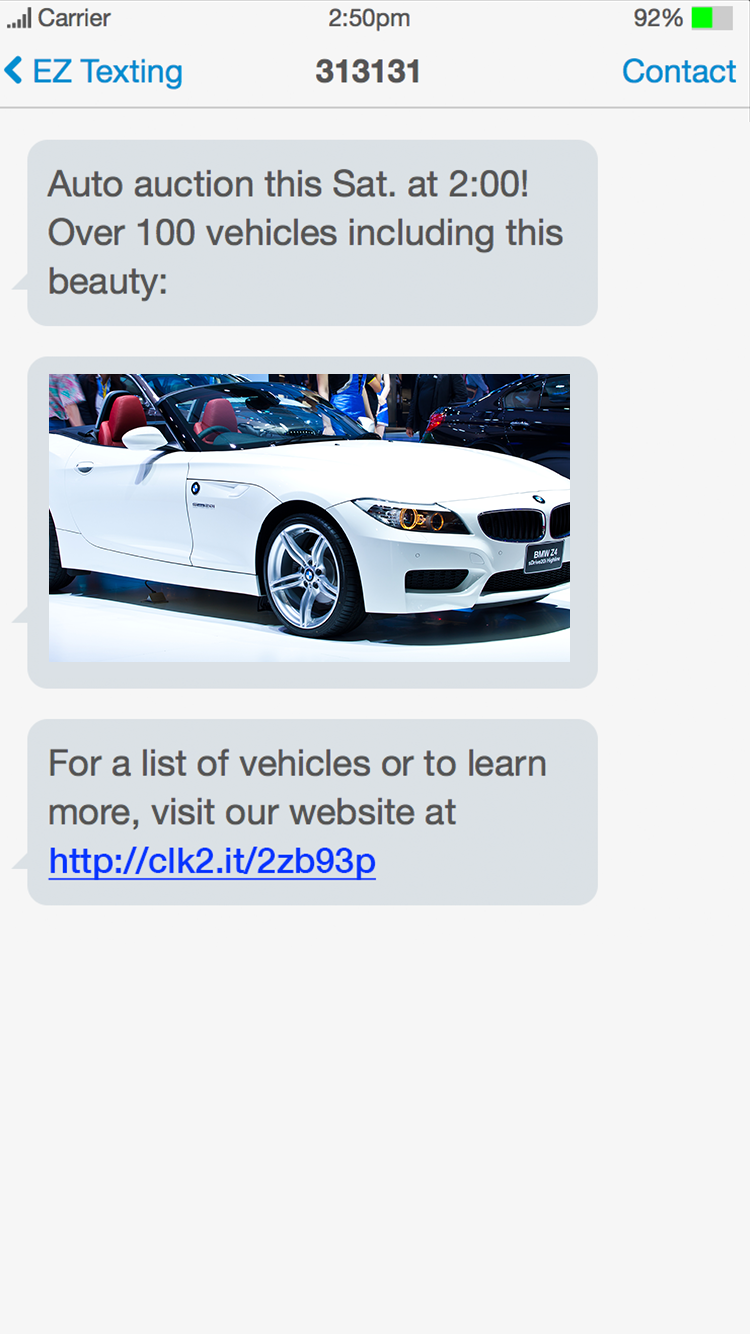 Carrier 2:50pm 92%
EZ Texting 313131 Contact
Auto auction this Sat. at 2:00!
Over 100 vehicles including this
beauty:
BMW Z4
sDrive20i Highline
For a list of vehicles or to learn
more, visit our website at
http://clk2.it/2zb93p